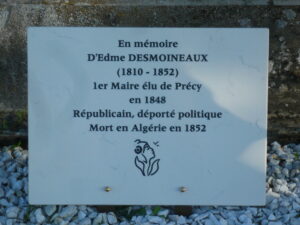 En mémoire
D'Edme DESMOINEAUX
(1810 - 1852)
1er Maire élu de Précy
en 1848
Républicain, déporté politique
Mort en Algérie en 1852